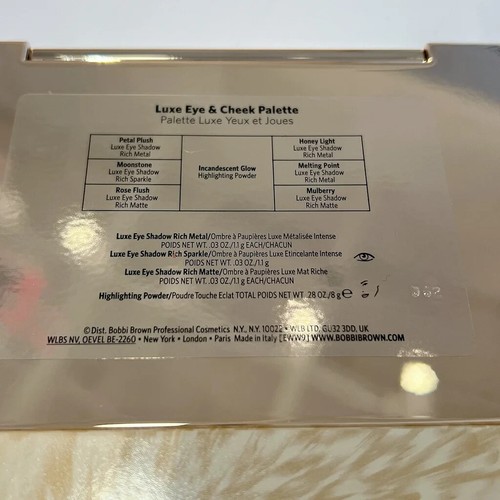 Luxe Eye & Cheek Palette
Palette Luxe Yeux et Joues
Petal Plush
Luxe Eye Shadow
Rich Metal
Moonstone
Luxe Eye Shadow
Rich Sparkle
Rose Flush
Luxe Eye Shadow
Rich Matte
Incandescent Glow
Highlighting Powder
Honey Light
Luxe Eye Shadow
Rich Metal
Melting Point
Luxe Eye Shadow
Rich Metal
Mulberry
Luxe Eye Shadow
Rich Matte
Luxe Eye Shadow Rich Metal/Ombre à Paupières Luxe Métalisée Intense
POIDS NET WT. .03 OZ./1.1 g EACH/CHACUN
Luxe Eye Shadow Rich Sparkle/Ombre à Paupières Luxe Etincelante Intense
POIDS NET WT. .03 OZ./1.1 g
Luxe Eye Shadow Rich Matte/Ombre à Paupières Luxe Mat Riche
POIDS NET WT. .03 OZ./1.1 g EACH/CHACUN
Highlighting Powder/Poudre Touche Eclat TOTAL POIDS NET WT. .28 OZ./8 g e
©Dist. Bobbi Brown Professional Cosmetics N.Y., N.Y. 10022 • WLB LTD, GU32 3DD, UK
WLBS NV, OEVEL BE-2260 • New York • London • Paris Made in Italy [EWW9] WWW.BOBBIBROWN.COM